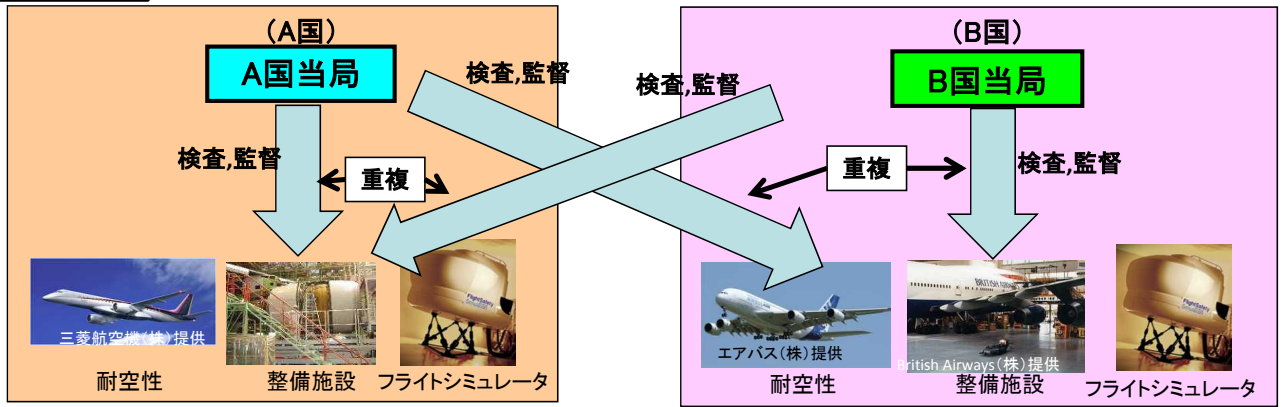 (A国)
A国当局
検査,監督
検査,監督
重複
三菱航空機(株)提供
FlightSafety
耐空性
整備施設
フライトシミュレータ
(B国)
B国当局
検査,監督
検査,監督
重複
エアバス(株)提供
BRITISH AIRWAYS
British Airways(株)提供
FlightSafety
耐空性
整備施設
フライトシミュレータ